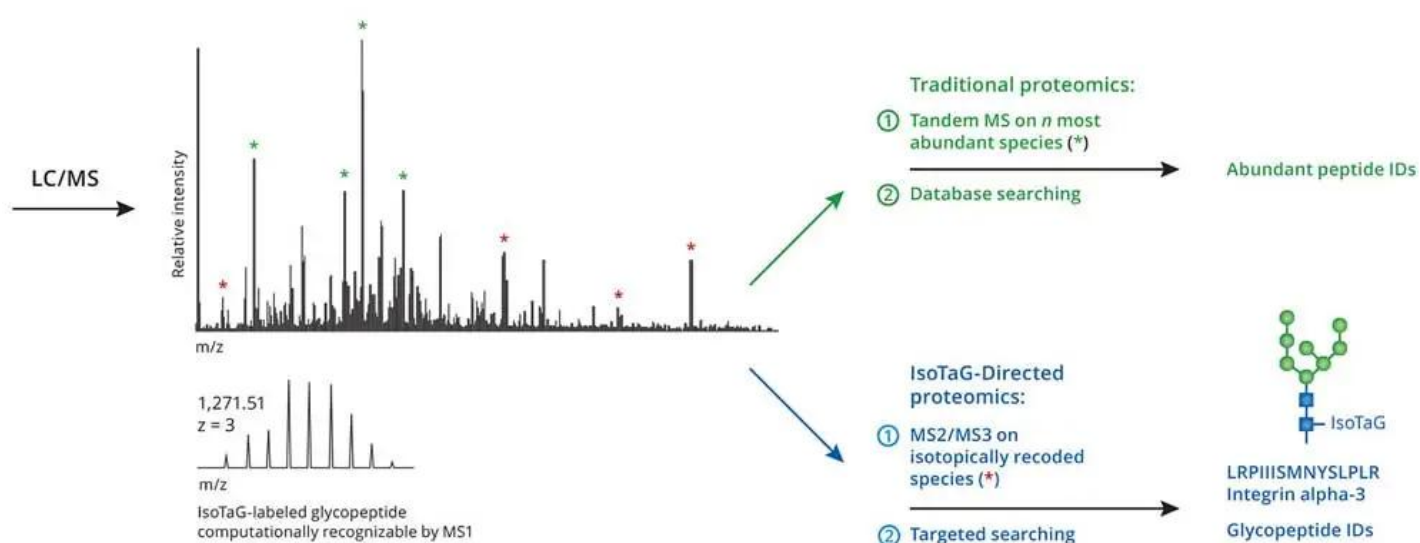 LC/MS
Relative intensity
m/z
1,271.51
z = 3
m/z
IsoTaG-labeled glycopeptide
computationally recognizable by MS1
Traditional proteomics:
1 Tandem MS on n most
abundant species (*)
2 Database searching
Abundant peptide IDs
IsoTaG-Directed
proteomics:
1 MS2/MS3 on
isotopically recoded
species (*)
2 Targeted searching
IsoTaG
LRPIIISMNYSLPLR
Integrin alpha-3
Glycopeptide IDs